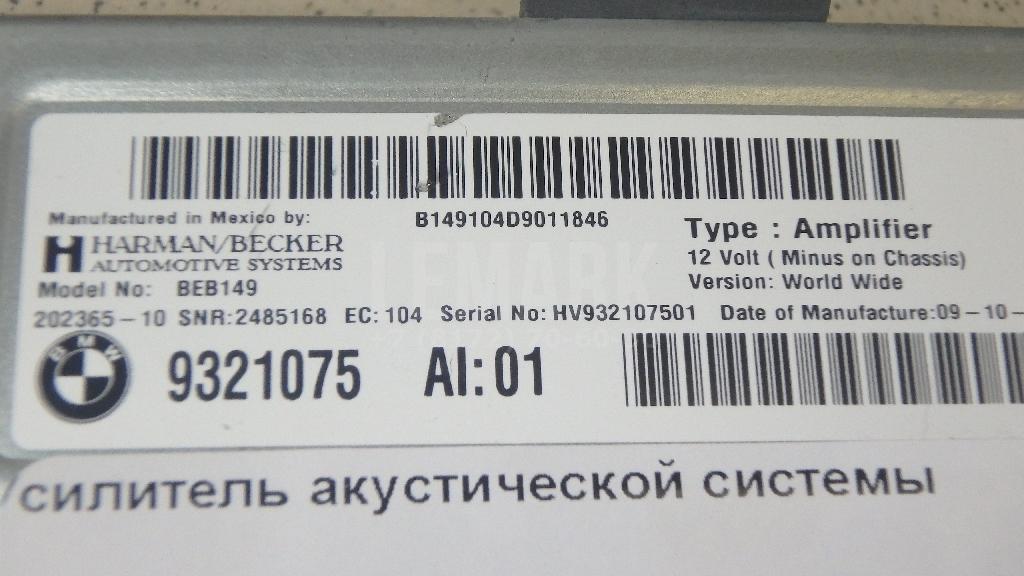 Manufactured in Mexico by:
B149104D9011846
HARMAN/BECKER
AUTOMOTIVE SYSTEMS
Type : Amplifier
12 Volt ( Minus on Chassis)
Version: World Wide
Model No: BEB149
202365-10 SNR:2485168 EC: 104 Serial No: HV932107501 Date of Manufacture:09-10-
BMW
9321075 AI:01
LEMARK
силитель акустической системы